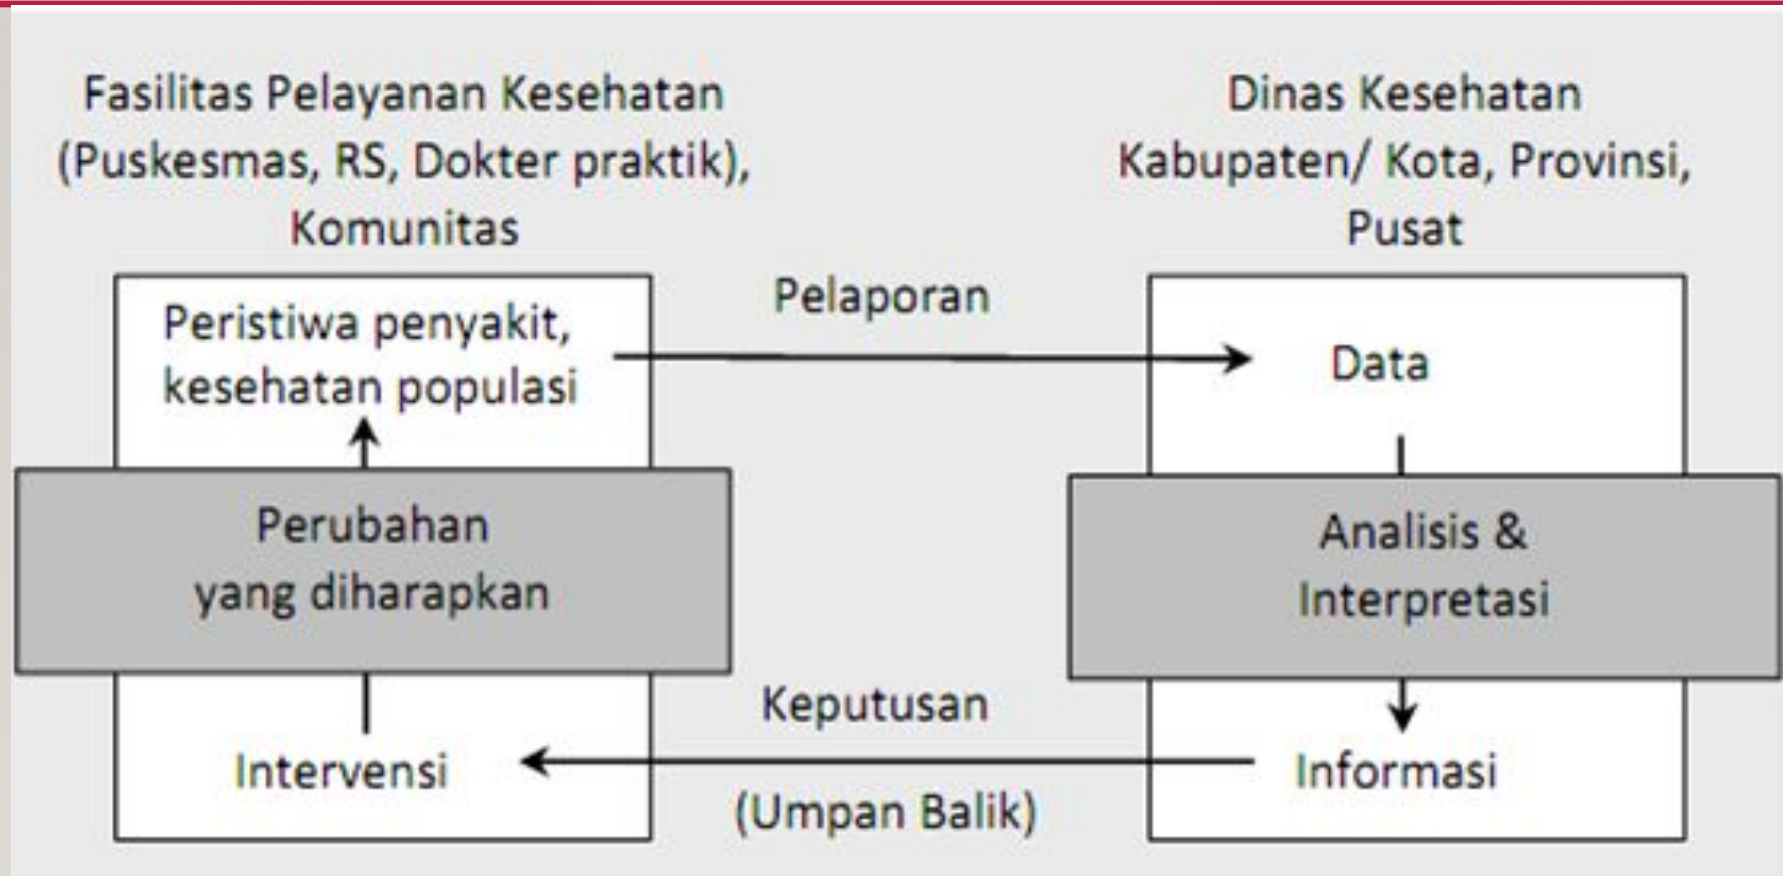 Fasilitas Pelayanan Kesehatan
(Puskesmas, RS, Dokter praktik),
Komunitas
Dinas Kesehatan
Kabupaten/ Kota, Provinsi,
Pusat
Peristiwa penyakit,
kesehatan populasi
Pelaporan
Data
Perubahan
yang diharapkan
Analisis &
Interpretasi
Intervensi
Keputusan
(Umpan Balik)
Informasi